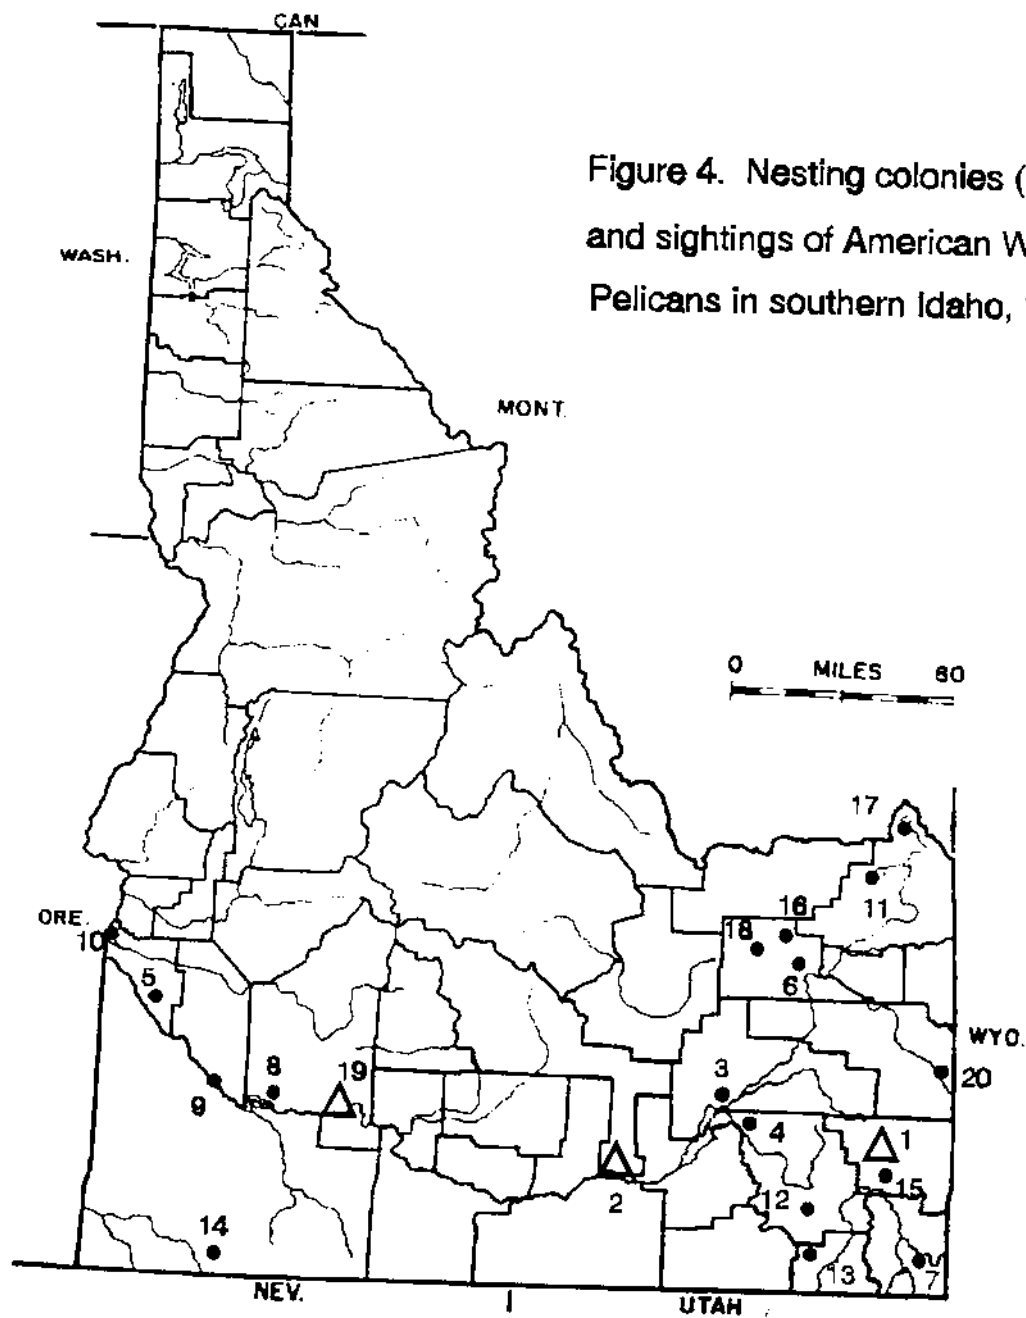 CAN
Figure 4. Nesting colonies (
and sightings of American W
Pelicans in southern Idaho,
WASH.
MONT.
0 MILES 60
17
11
16
18
6
ORE.
10
5
WYO.
20
19
8
9
3
4
1
15
2
12
14
13
7
NEV.
UTAH